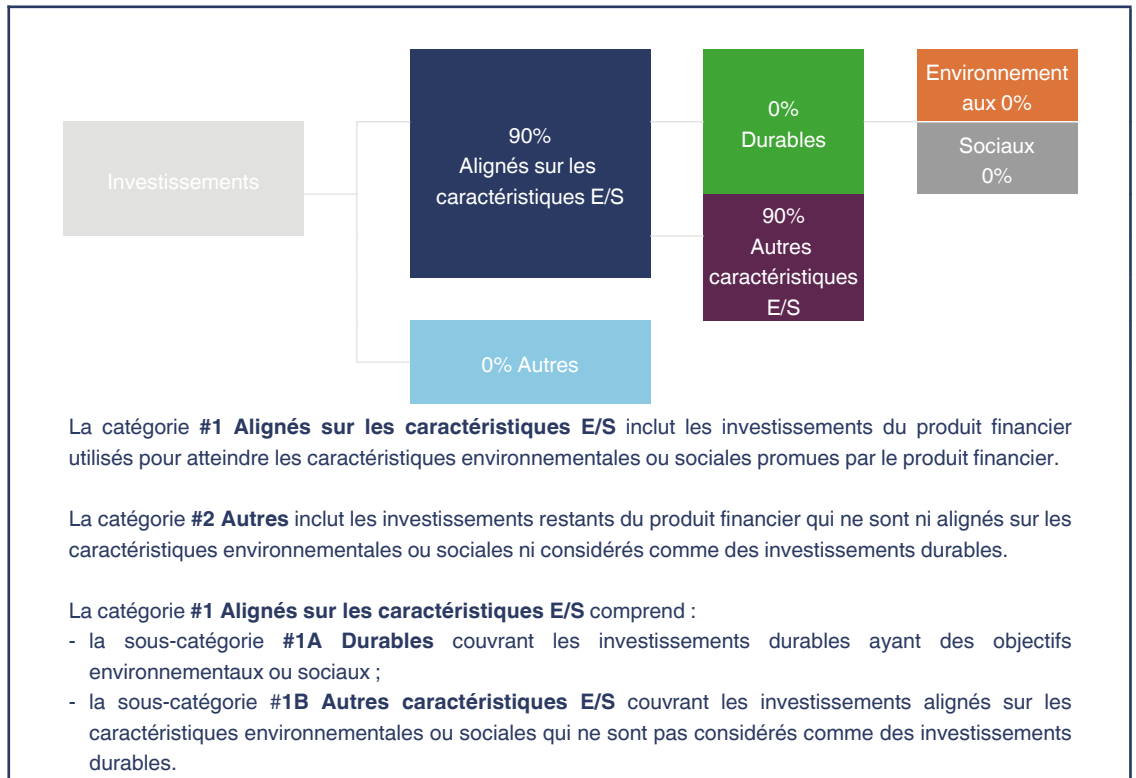 Investissements
90%
Alignés sur les
caractéristiques E/S
0% Autres
0%
Durables
90%
Autres
caractéristiques
E/S
Environnement
aux 0%
Sociaux
0%
La catégorie #1 Alignés sur les caractéristiques E/S inclut les investissements du produit financier
utilisés pour atteindre les caractéristiques environnementales ou sociales promues par le produit financier.
La catégorie #2 Autres inclut les investissements restants du produit financier qui ne sont ni alignés sur les
caractéristiques environnementales ou sociales ni considérés comme des investissements durables.
La catégorie #1 Alignés sur les caractéristiques E/S comprend :
- la sous-catégorie #1A Durables couvrant les investissements durables ayant des objectifs
environnementaux ou sociaux ;
- la sous-catégorie #1B Autres caractéristiques E/S couvrant les investissements alignés sur les
caractéristiques environnementales ou sociales qui ne sont pas considérés comme des investissements
durables.